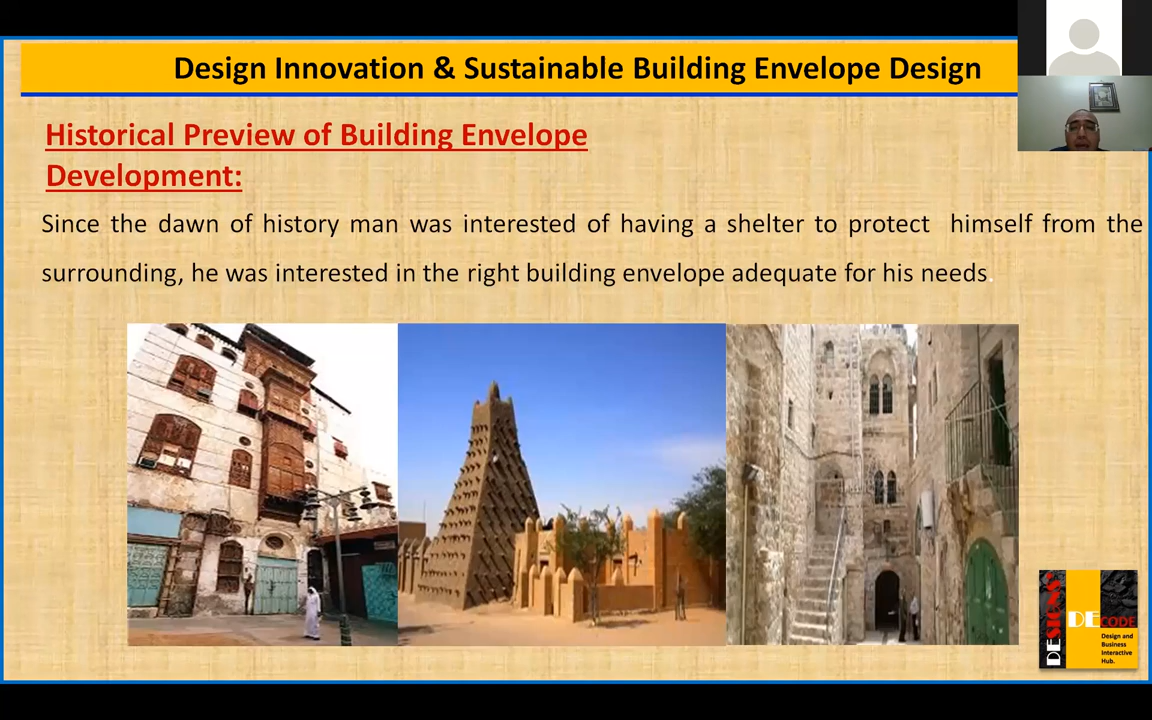 Design Innovation & Sustainable Building Envelope Design
Historical Preview of Building Envelope
Development:
Since the dawn of history man was interested of having a shelter to protect himself from the
surrounding, he was interested in the right building envelope adequate for his needs.
DESIGNS
DECODE
Design and
Business
Interactive
Hub.